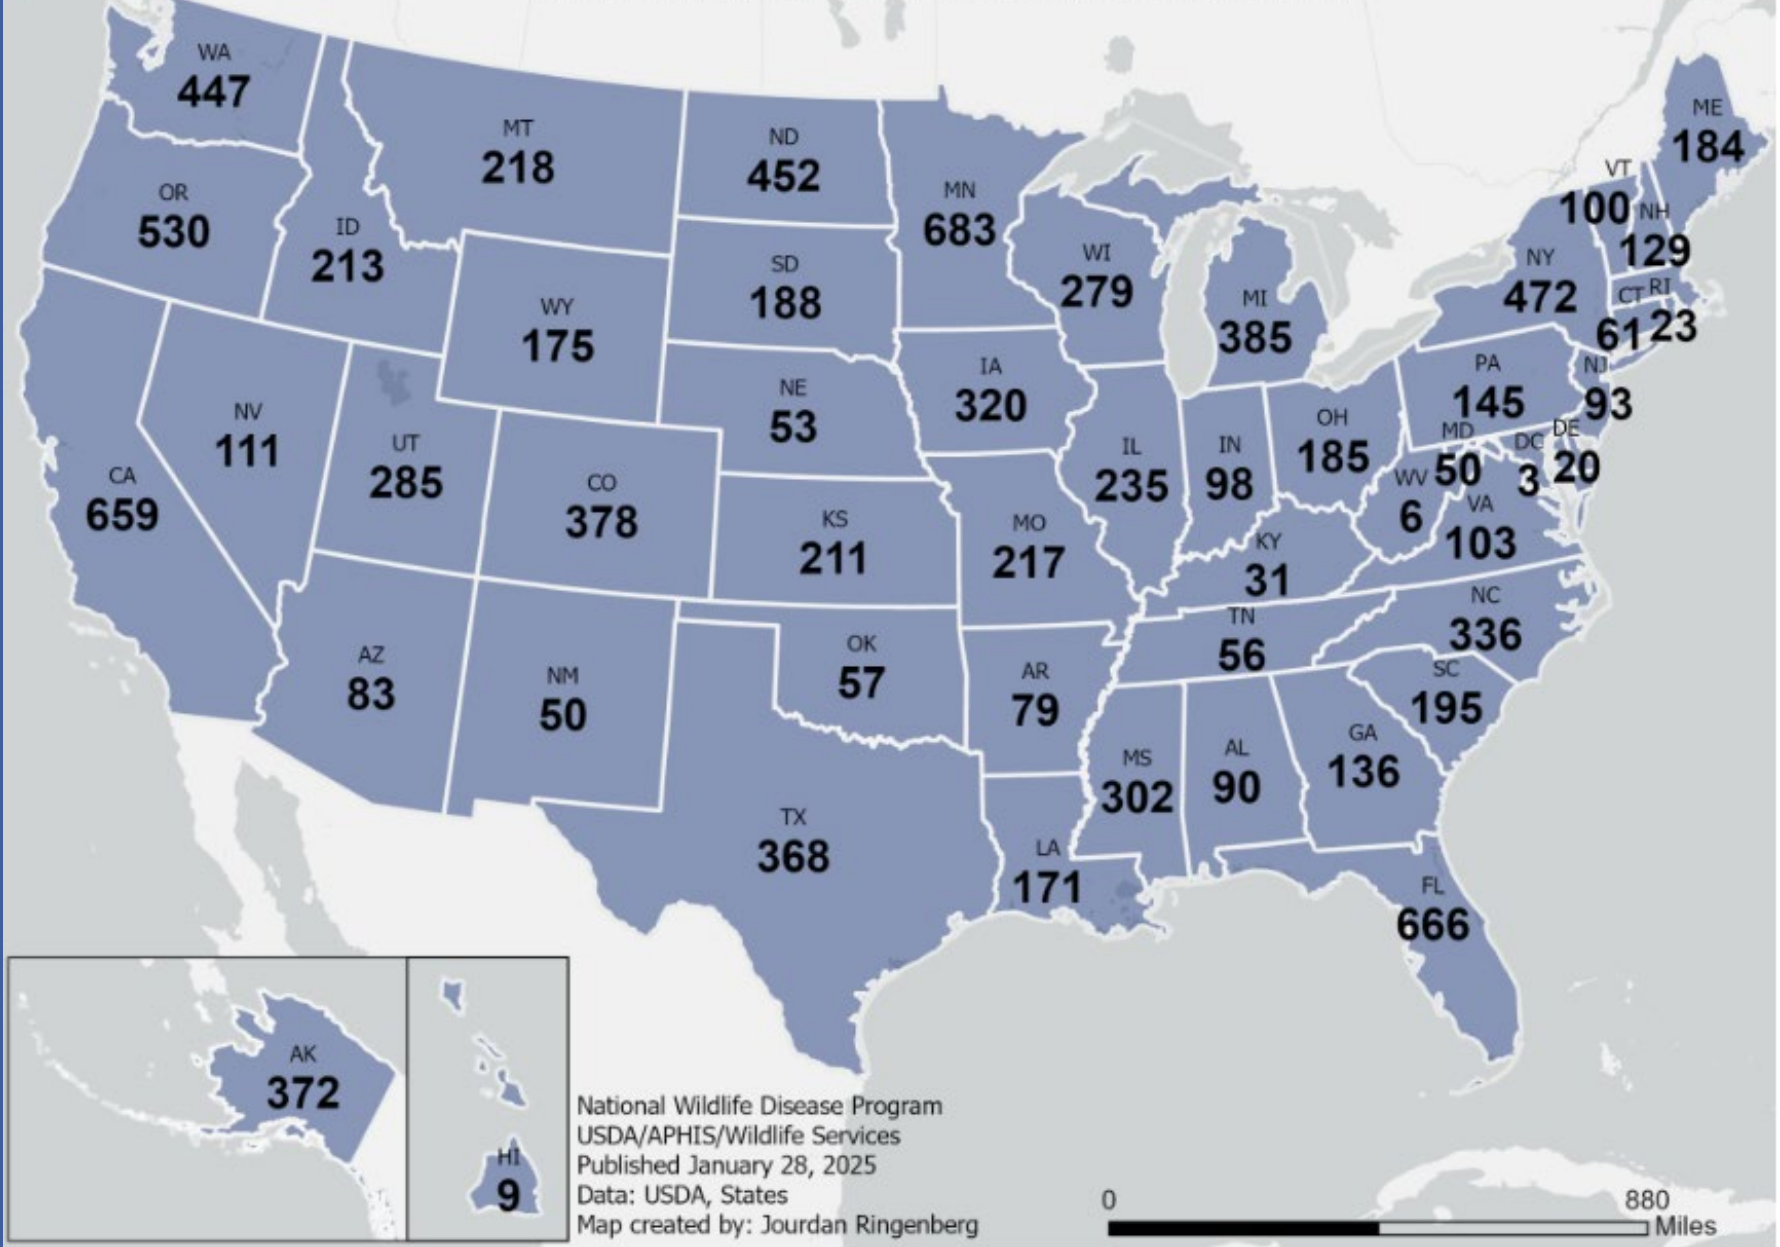 WA
447
MT
218
ND
452
MN
683
ME
184
VT
100
NH
129
OR
530
ID
213
SD
188
WI
279
MI
385
NY
472
CT
61
RI
23
WY
175
IA
320
PA
145
NJ
93
NE
53
NV
111
UT
285
CO
378
CA
659
IL
235
IN
98
OH
185
MD
50
DC
3
DE
20
WV
6
VA
103
KS
211
MO
217
KY
31
NC
336
TN
56
AZ
83
NM
50
OK
57
AR
79
SC
195
MS
302
AL
90
GA
136
TX
368
LA
171
FL
666
AK
372
HI
9
National Wildlife Disease Program
USDA/APHIS/Wildlife Services
Published January 28, 2025
Data: USDA, States
Map created by: Jourdan Ringenberg
0
880
Miles